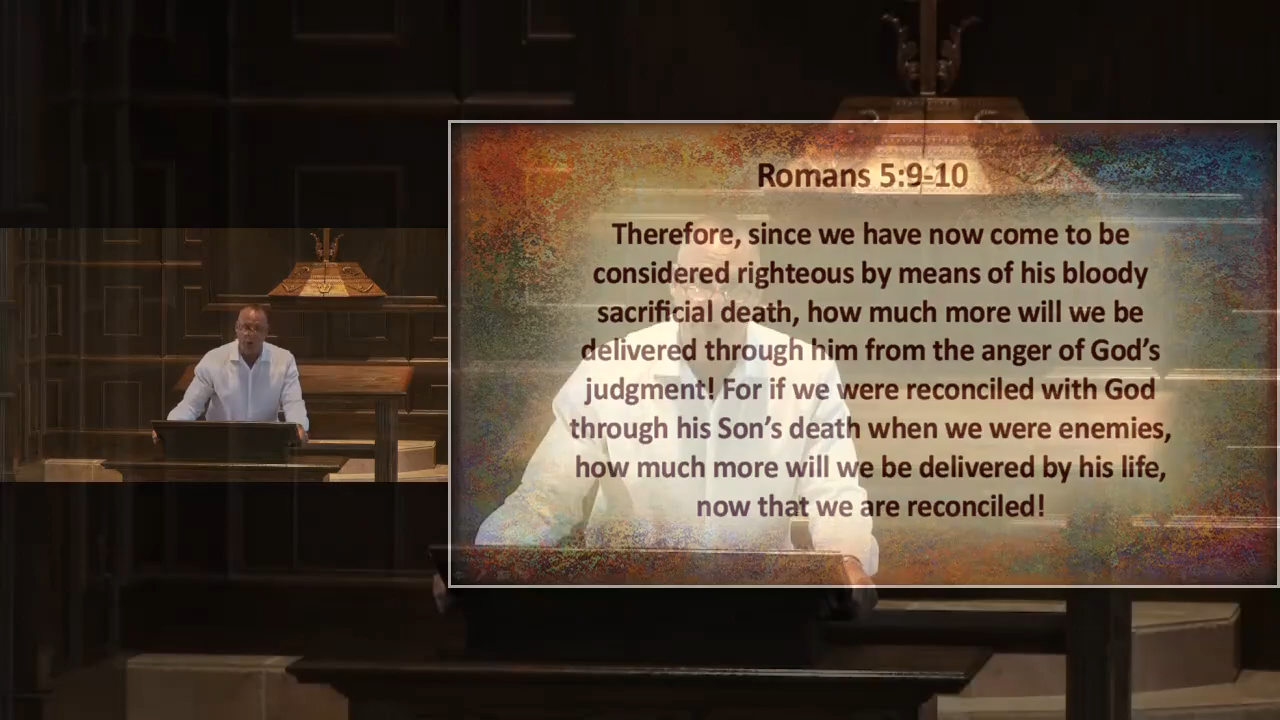 Romans 5:9-10
Therefore, since we have now come to be
considered righteous by means of his bloody
sacrificial death, how much more will we be
delivered through him from the anger of God’s
judgment! For if we were reconciled with God
through his Son’s death when we were enemies,
how much more will we be delivered by his life,
now that we are reconciled!